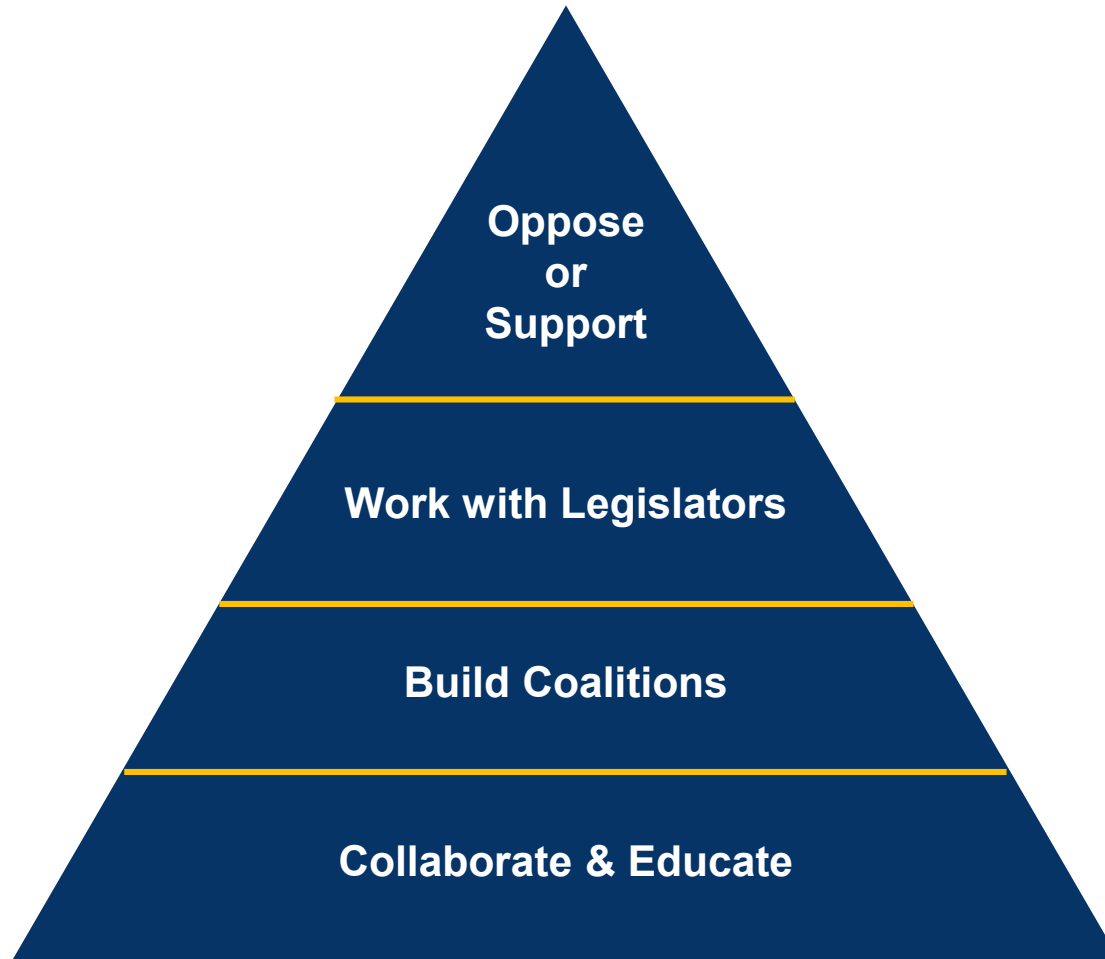 Oppose
or
Support
Work with Legislators
Build Coalitions
Collaborate & Educate